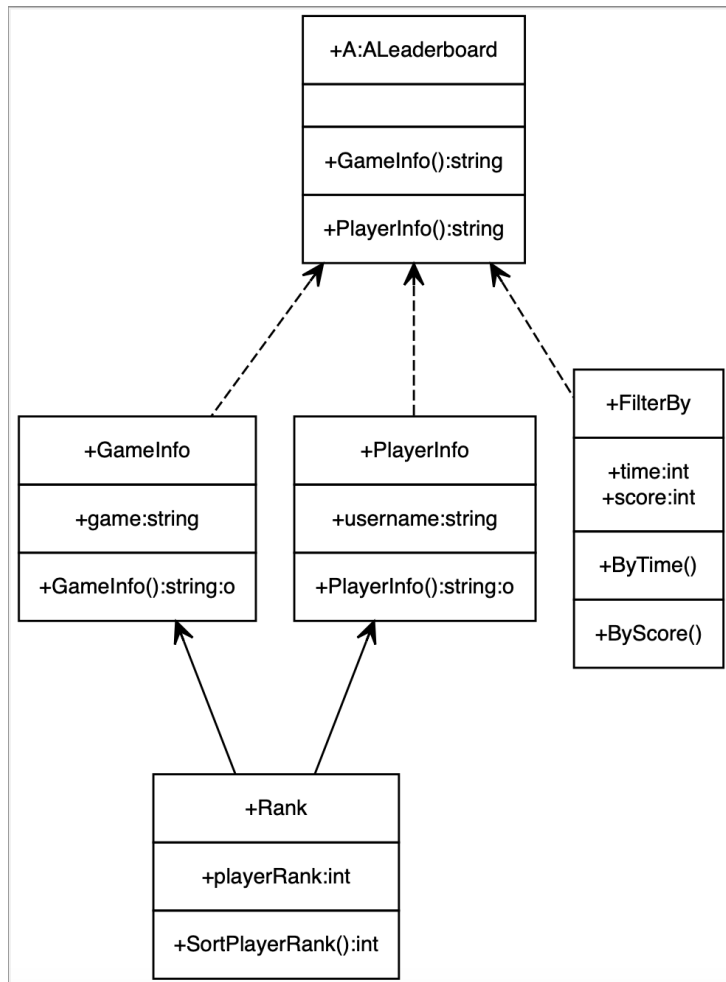 +A:ALeaderboard
+GameInfo():string
+PlayerInfo():string
+GameInfo
+game:string
+GameInfo():string:o
+PlayerInfo
+username:string
+PlayerInfo():string:o
+FilterBy
+time:int
+score:int
+ByTime()
+ByScore()
+Rank
+playerRank:int
+SortPlayerRank():int